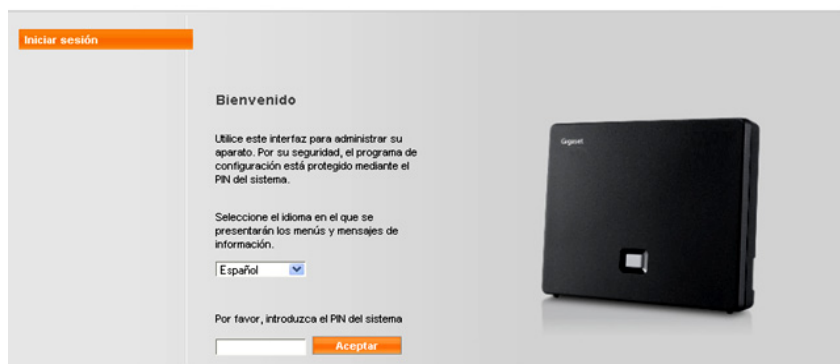 Iniciar sesión
Bienvenido
Utilice este interfaz para administrar su
aparato. Por su seguridad, el programa de
configuración está protegido mediante el
PIN del sistema.
Seleccione el idioma en el que se
presentarán los menús y mensajes de
información.
Español
Por favor, introduzca el PIN del sistema
Aceptar
Gigaset